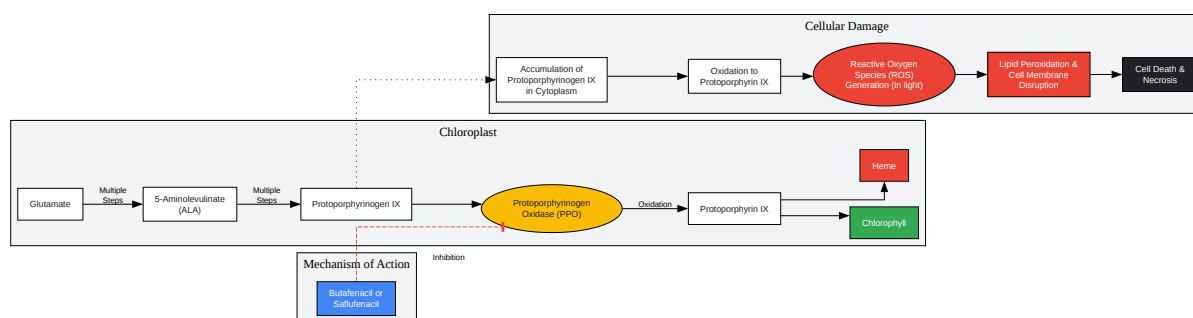 Cellular Damage
Accumulation of
Protoporphyrinogen IX
in Cytoplasm
Oxidation to
Protoporphyrin IX
Reactive Oxygen
Species (ROS)
Generation (in light)
Lipid Peroxidation &
Cell Membrane
Disruption
Cell Death &
Necrosis
Chloroplast
Glutamate
Multiple
Steps
5-Aminolevulinate
(ALA)
Multiple
Steps
Protoporphyrinogen IX
Protoporphyrinogen
Oxidase (PPO)
Oxidation
Protoporphyrin IX
Heme
Chlorophyll
Mechanism of Action
Inhibition
Butafenacil or
Saflufenacil